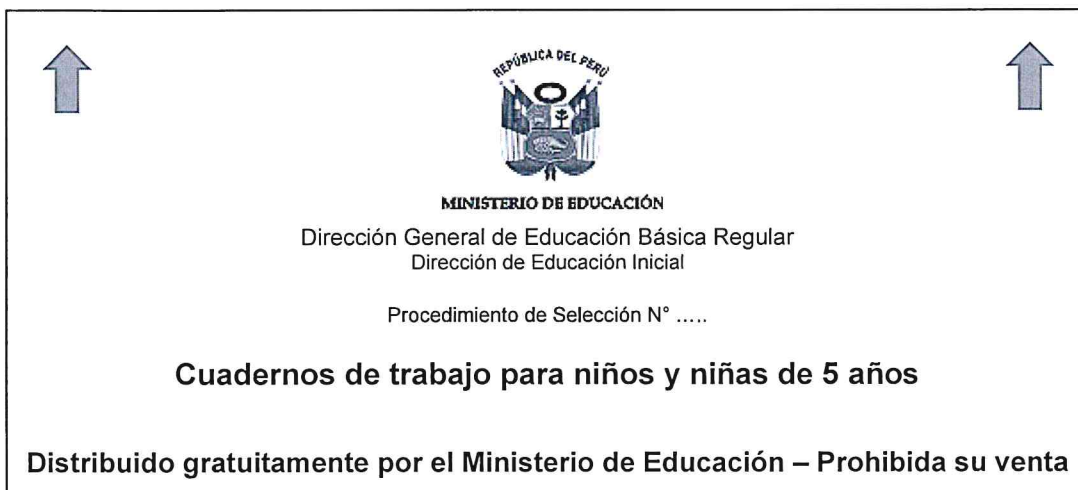 REPÚBLICA DEL PERÚ
MINISTERIO DE EDUCACIÓN
Dirección General de Educación Básica Regular
Dirección de Educación Inicial
Procedimiento de Selección N° .....
Cuadernos de trabajo para niños y niñas de 5 años
Distribuido gratuitamente por el Ministerio de Educación – Prohibida su venta